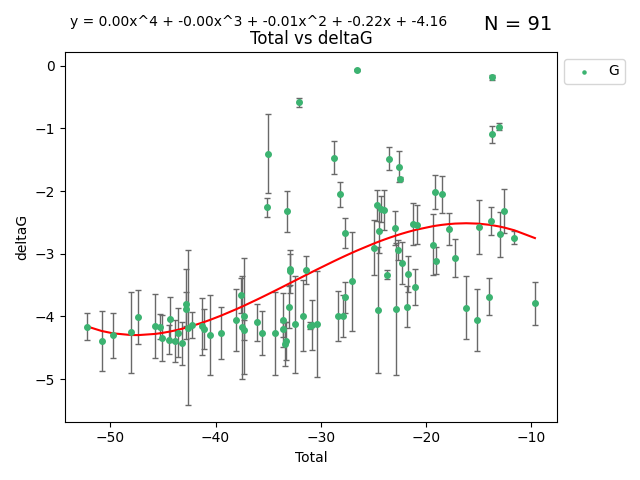 y = 0.00x^4 + -0.00x^3 + -0.01x^2 + -0.22x + -4.16
N = 91
Total vs deltaG
G
deltaG
0
−1
−2
−3
−4
−5
−50 −40 −30 −20 −10
Total